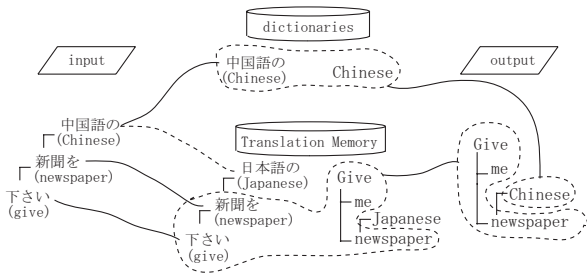 dictionaries
input
中国語の
(Chinese)
Chinese
output
中国語の
(Chinese)
新聞を
(newspaper)
下さい
(give)
Translation Memory
日本語の
(Japanese)
新聞を
(newspaper)
下さい
(give)
Give
me
Japanese
newspaper
Give
me
Chinese
newspaper